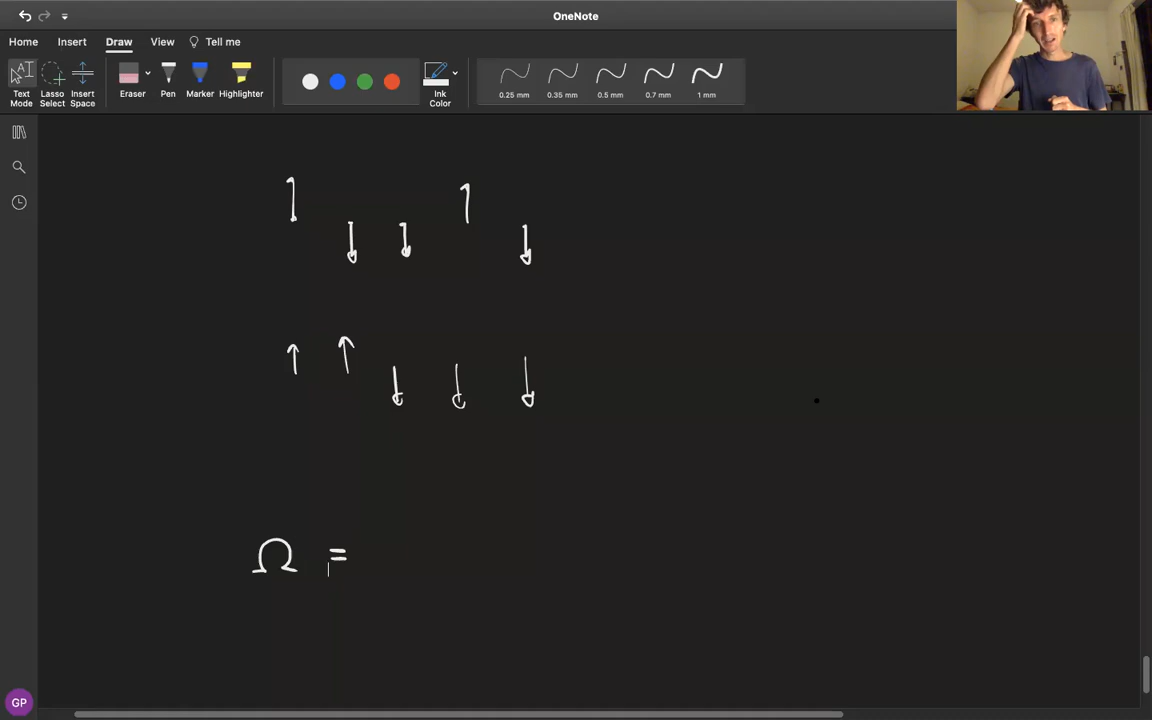 OneNote
Home Insert Draw View Tell me
Text Mode Lasso Select Insert Space Eraser Pen Marker Highlighter Ink Color 0.25 mm 0.35 mm 0.5 mm 0.7 mm 1 mm
↑ ↓ ↓ ↑ ↓
↑ ↑ ↓ ↓ ↓
Ω =
GP